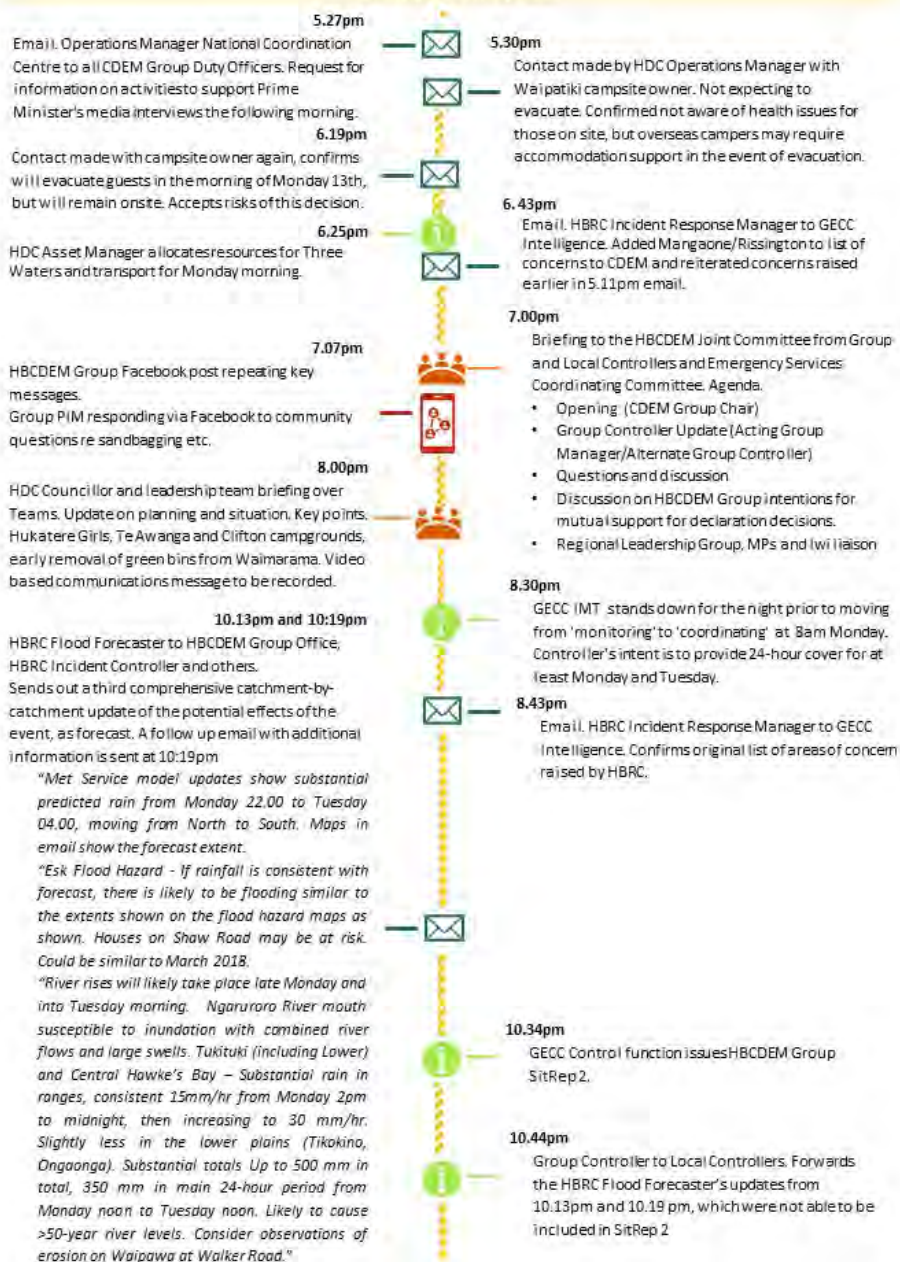 5.27pm
Email. Operations Manager National Coordination
Centre to all CDEM Group Duty Officers. Request for
information on activities to support Prime
Minister's media interviews the following morning.
5.30pm
Contact made by HDC Operations Manager with
Waipatiki campsite owner. Not expecting to
evacuate. Confirmed not aware of health issues for
those on site, but overseas campers may require
accommodation support in the event of evacuation.
6.19pm
Contact made with campsite owner again, confirms
will evacuate guests in the morning of Monday 13th,
but will remain onsite. Accepts risks of this decision.
6.25pm
HDC Asset Manager allocates resources for Three
Waters and transport for Monday morning.
6.43pm
Email. HBRC Incident Response Manager to GECC
Intelligence. Added Mangaone/Rissington to list of
concerns to CDEM and reiterated concerns raised
earlier in 5.11pm email.
7.00pm
Briefing to the HBCDEM Joint Committee from Group
and Local Controllers and Emergency Services
Coordinating Committee. Agenda.
• Opening (CDEM Group Chair)
• Group Controller Update (Acting Group
Manager/Alternate Group Controller)
• Questions and discussion
• Discussion on HBCDEM Group intentions for
mutual support for declaration decisions.
• Regional Leadership Group, MPs and Iwi liaison
7.07pm
HBCDEM Group Facebook post repeating key
messages.
Group PIM responding via Facebook to community
questions re sandbagging etc.
8.00pm
HDC Councillor and leadership team briefing over
Teams. Update on planning and situation. Key points,
Hukatere Girls, Te Awanga and Clifton campgrounds,
early removal of green bins from Waimarama. Video
based communications message to be recorded.
8.30pm
GECC IMT stands down for the night prior to moving
from 'monitoring' to 'coordinating' at 8am Monday.
Controller's intent is to provide 24-hour cover for at
least Monday and Tuesday.
8.43pm
Email. HBRC Incident Response Manager to GECC
Intelligence. Confirms original list of areas of concern
raised by HBRC.
10.13pm and 10:19pm
HBRC Flood Forecaster to HBCDEM Group Office,
HBRC Incident Controller and others.
Sends out a third comprehensive catchment-by-
catchment update of the potential effects of the
event, as forecast. A follow up email with additional
information is sent at 10:19pm
"Met Service model updates show substantial
predicted rain from Monday 22.00 to Tuesday
04.00, moving from North to South. Maps in
email show the forecast extent.
"Esk Flood Hazard - If rainfall is consistent with
forecast, there is likely to be flooding similar to
the extents shown on the flood hazard maps as
shown. Houses on Shaw Road may be at risk.
Could be similar to March 2018.
"River rises will likely take place late Monday and
into Tuesday morning. Ngaruroro River mouth
susceptible to inundation with combined river
flows and large swells. Tukituki (including Lower)
and Central Hawke's Bay – Substantial rain in
ranges, consistent 15mm/hr from Monday 2pm
to midnight, then increasing to 30 mm/hr.
Slightly less in the lower plains (Tikokino,
Ongaonga). Substantial totals Up to 500 mm in
total, 350 mm in main 24-hour period from
Monday noon to Tuesday noon. Likely to cause
>50-year river levels. Consider observations of
erosion on Waipawa at Walker Road."
10.34pm
GECC Control function issues HBCDEM Group
SitRep 2.
10.44pm
Group Controller to Local Controllers. Forwards
the HBRC Flood Forecaster's updates from
10.13pm and 10.19 pm, which were not able to be
included in SitRep 2